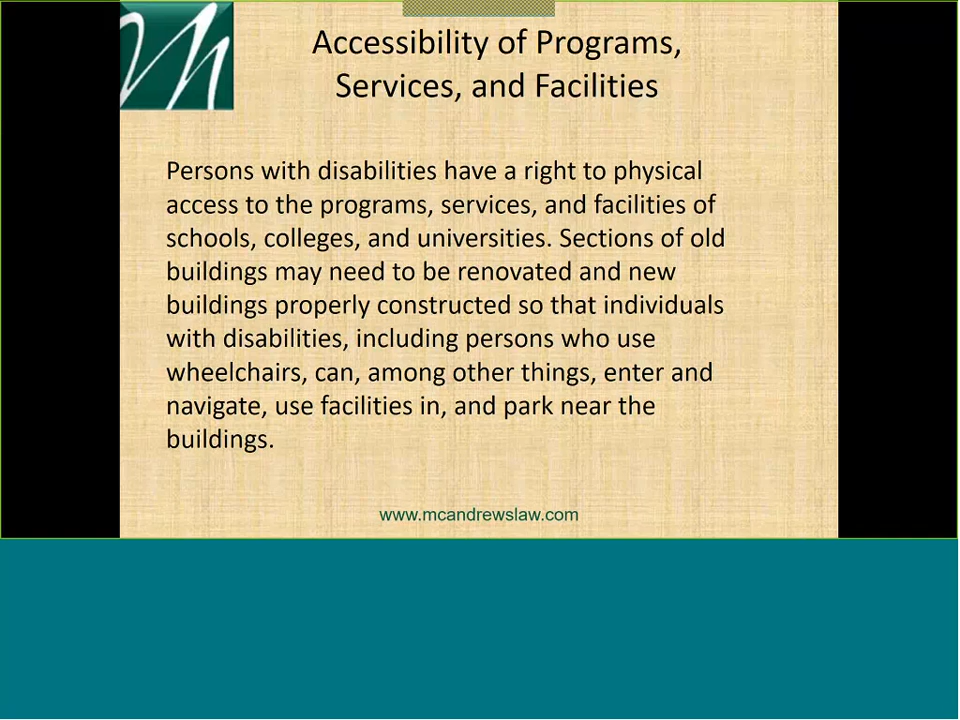 Accessibility of Programs,
Services, and Facilities
Persons with disabilities have a right to physical
access to the programs, services, and facilities of
schools, colleges, and universities. Sections of old
buildings may need to be renovated and new
buildings properly constructed so that individuals
with disabilities, including persons who use
wheelchairs, can, among other things, enter and
navigate, use facilities in, and park near the
buildings.
www.mcandrewslaw.com